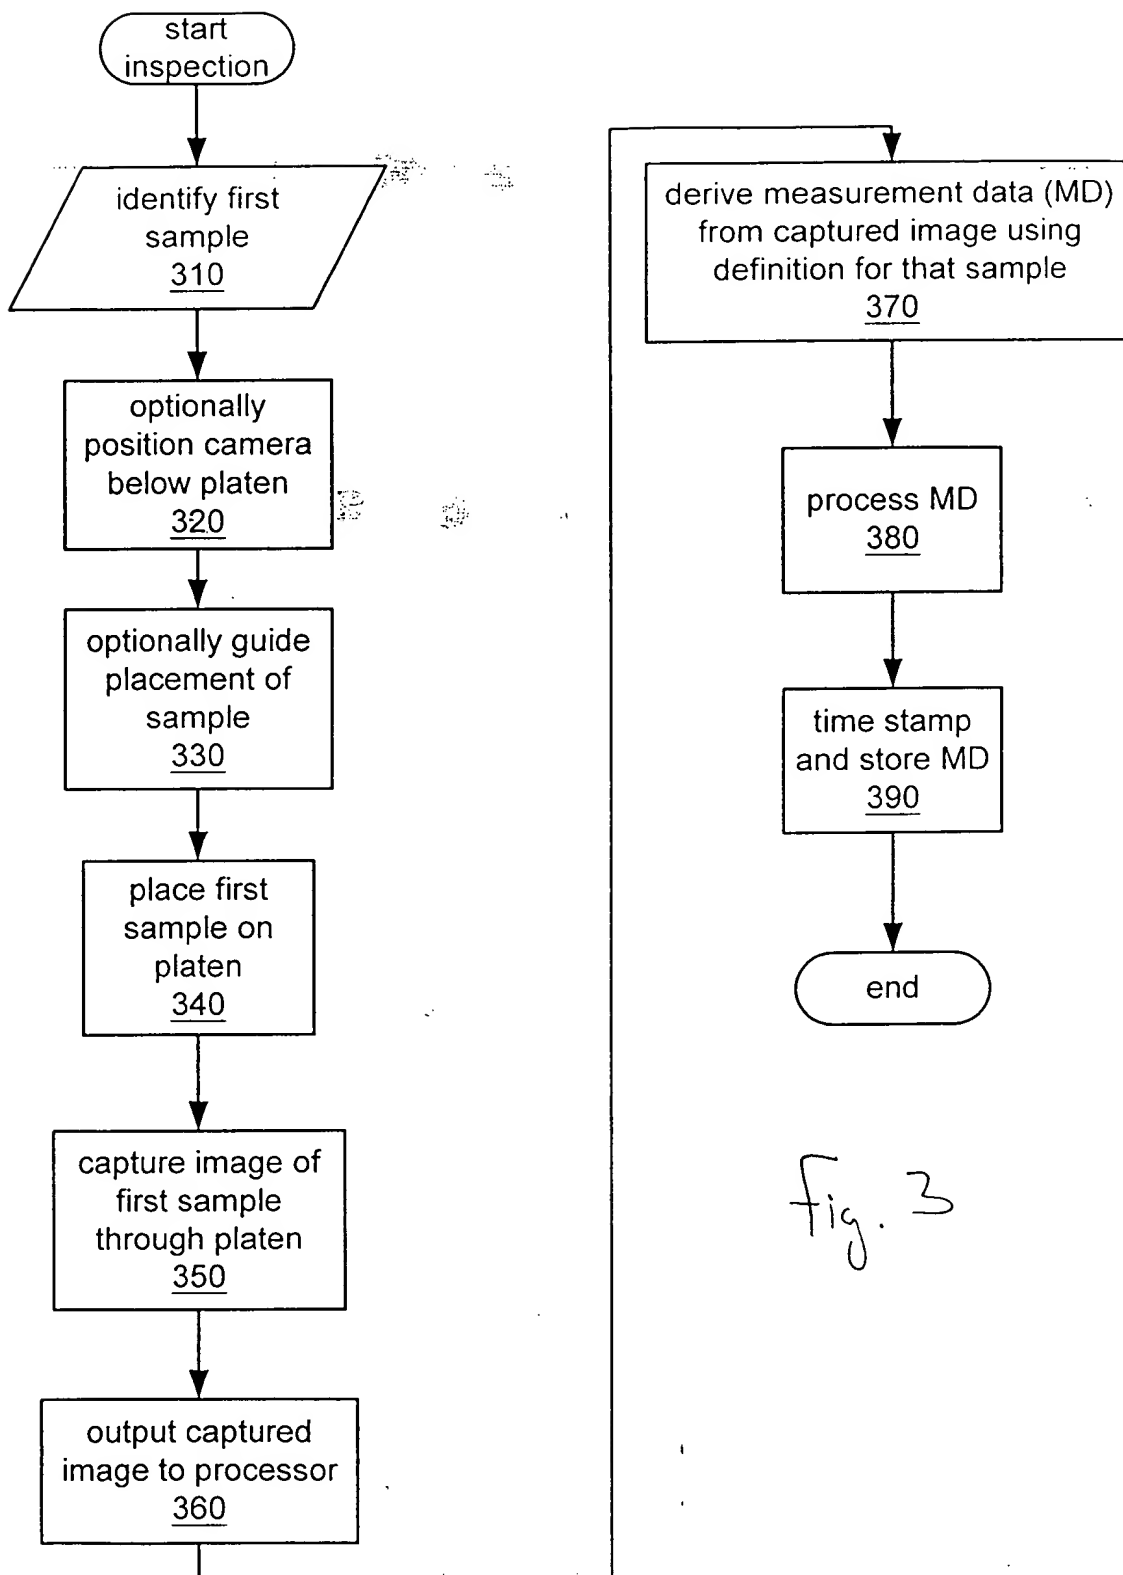 start
inspection
identify first
sample
310
optionally
position camera
below platen
320
optionally guide
placement of
sample
330
place first
sample on
platen
340
capture image of
first sample
through platen
350
output captured
image to processor
360
derive measurement data (MD)
from captured image using
definition for that sample
370
process MD
380
time stamp
and store MD
390
end
Fig. 3